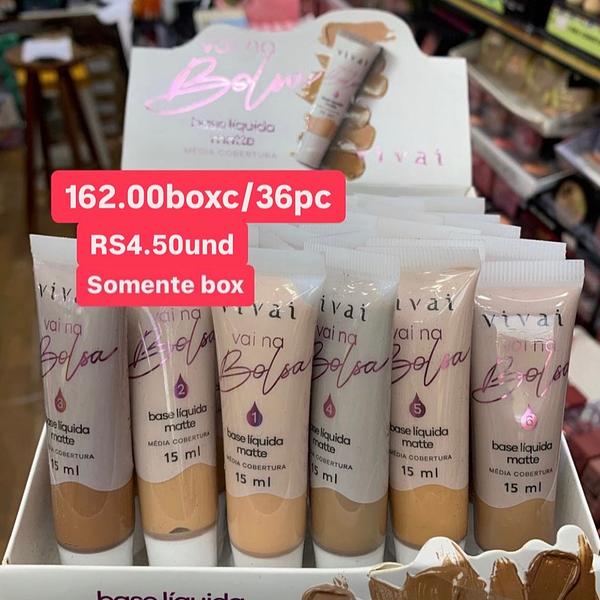 vai na
Bolsa
base líquida
matte
MÉDIA COBERTURA
vivai
162.00boxc/36pc
RS4.50und
Somente box
vai na
Bolsa
3
base líquida
matte
MÉDIA COBERTURA
15 ml
vai na
Bolsa
2
base líquida
matte
MÉDIA COBERTURA
15 ml
vivai
vai na
Bolsa
1
base líquida
matte
MÉDIA COBERTURA
15 ml
vivai
vai na
Bolsa
4
base líquida
matte
MÉDIA COBERTURA
15 ml
vivai
vai na
Bolsa
5
base líquida
matte
MÉDIA COBERTURA
15 ml
vivai
vai na
Bolsa
6
base líquida
matte
MÉDIA COBERTURA
15 ml
base líquida